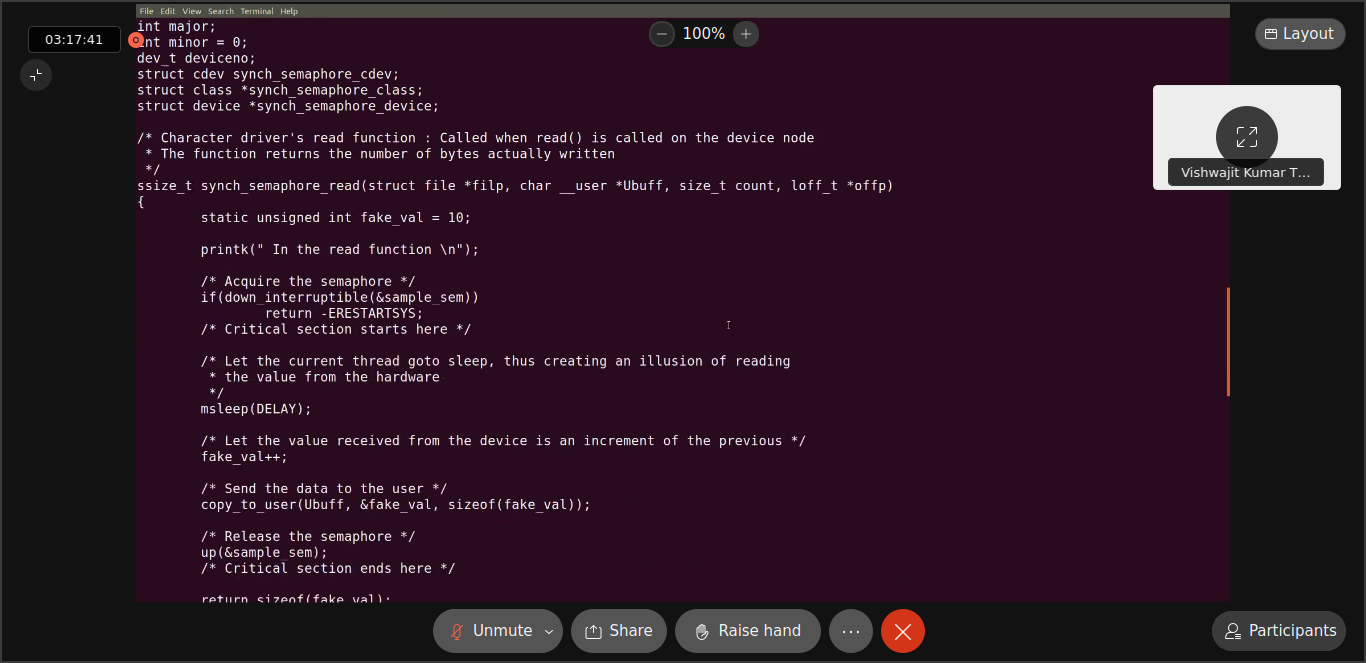 File Edit View Search Terminal Help
int major;
int minor = 0;
dev_t deviceno;
struct cdev synch_semaphore_cdev;
struct class *synch_semaphore_class;
struct device *synch_semaphore_device;
/* Character driver's read function : Called when read() is called on the device node
 * The function returns the number of bytes actually written
 */
ssize_t synch_semaphore_read(struct file *filp, char __user *Ubuff, size_t count, loff_t *offp)
{
        static unsigned int fake_val = 10;
        printk(" In the read function \n");
        /* Acquire the semaphore */
        if(down_interruptible(&sample_sem))
                return -ERESTARTSYS;
        /* Critical section starts here */
        /* Let the current thread goto sleep, thus creating an illusion of reading
         * the value from the hardware
         */
        msleep(DELAY);
        /* Let the value received from the device is an increment of the previous */
        fake_val++;
        /* Send the data to the user */
        copy_to_user(Ubuff, &fake_val, sizeof(fake_val));
        /* Release the semaphore */
        up(&sample_sem);
        /* Critical section ends here */
        return sizeof(fake_val);
03:17:41
100%
Layout
Vishwajit Kumar T...
Unmute
Share
Raise hand
Participants